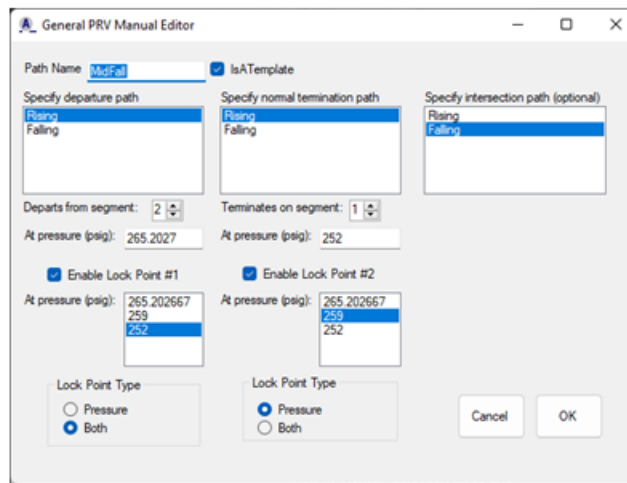 General PRV Manual Editor
Path Name MidFall IsATemplate
Specify departure path Specify normal termination path Specify intersection path (optional)
Rising Rising Rising
Falling Falling Falling
Departs from segment: 2 Terminates on segment: 1
At pressure (psig): 265.2027 At pressure (psig): 252
Enable Lock Point #1 Enable Lock Point #2
At pressure (psig): 265.202667 At pressure (psig): 265.202667
259 259
252 252
Lock Point Type Lock Point Type
Pressure Pressure
Both Both
Cancel OK